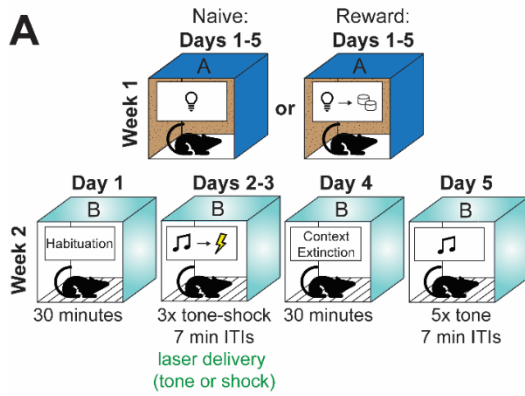 A
Naive:
Days 1-5
Reward:
Days 1-5
Week 1
A
or
A
Week 2
Day 1
Days 2-3
Day 4
Day 5
B
B
B
B
Habituation
Context
Extinction
30 minutes
3x tone-shock
7 min ITIs
laser delivery
(tone or shock)
30 minutes
5x tone
7 min ITIs